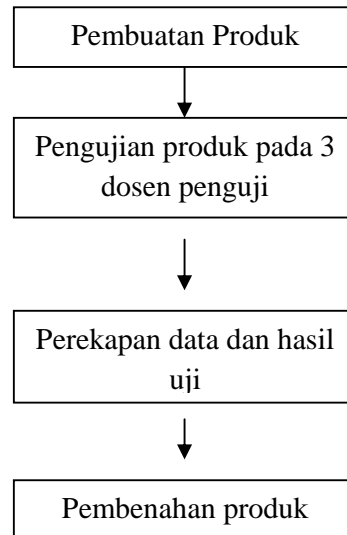 Pembuatan Produk
Pengujian produk pada 3
dosen penguji
Perekapan data dan hasil
uji
Pembenahan produk